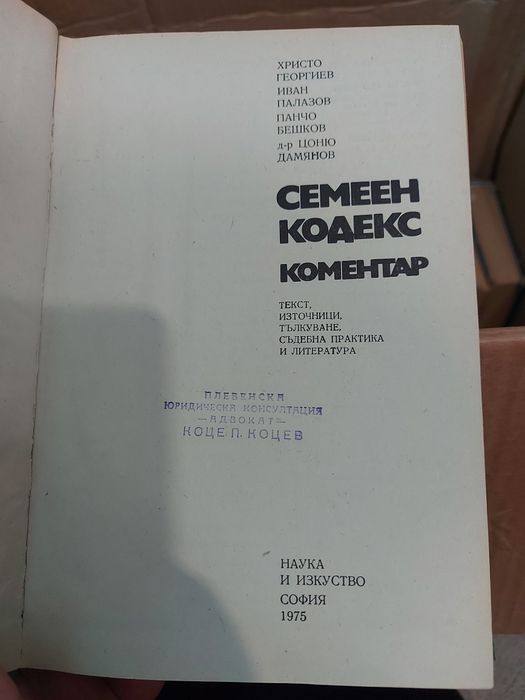 ХРИСТО
ГЕОРГИЕВ
ИВАН
ПАЛАЗОВ
ПАНЧО
БЕШКОВ
д-р ЦОНЮ
ДАМЯНОВ
СЕМЕЕН
КОДЕКС
КОМЕНТАР
ТЕКСТ,
ИЗТОЧНИЦИ,
ТЪЛКУВАНЕ,
СЪДЕБНА ПРАКТИКА
И ЛИТЕРАТУРА
ПЛЕВЕНСКА
ЮРИДИЧЕСКА КОНСУЛТАЦИЯ
—АДВОКАТ—
КОЦЕ П. КОЦЕВ
НАУКА
И ИЗКУСТВО
СОФИЯ
1975